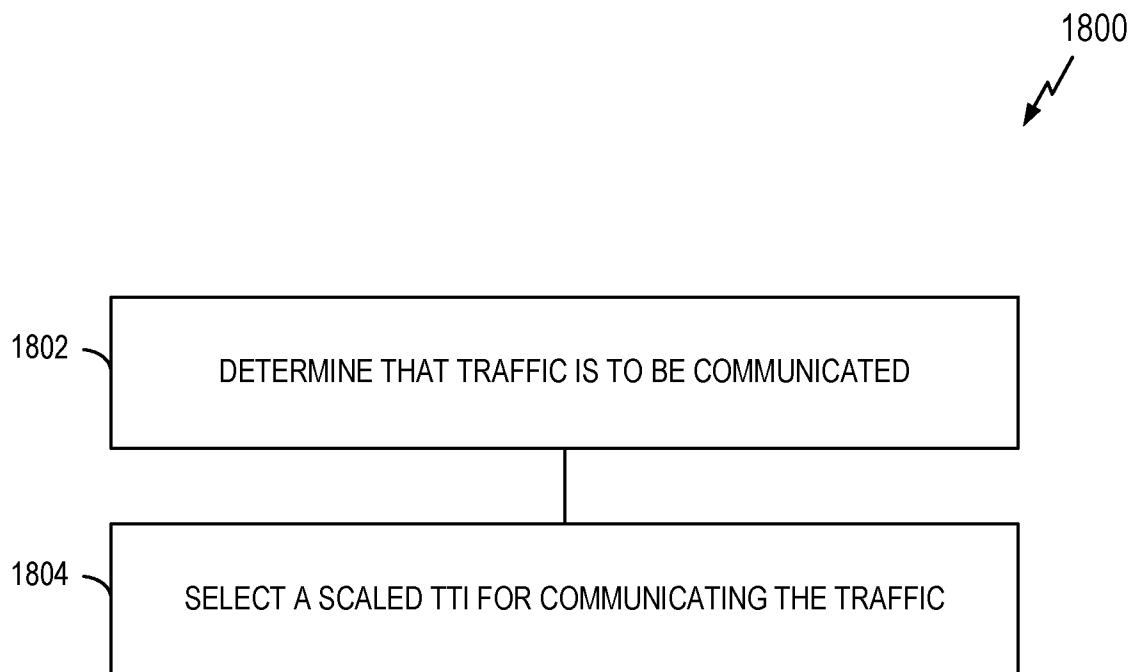 1800
1802
DETERMINE THAT TRAFFIC IS TO BE COMMUNICATED
1804
SELECT A SCALED TTI FOR COMMUNICATING THE TRAFFIC